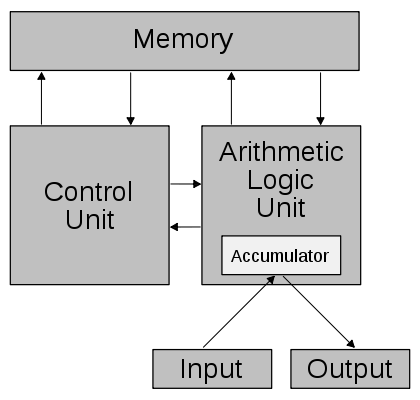 Memory
Control
Unit
Arithmetic
Logic
Unit
Accumulator
Input
Output